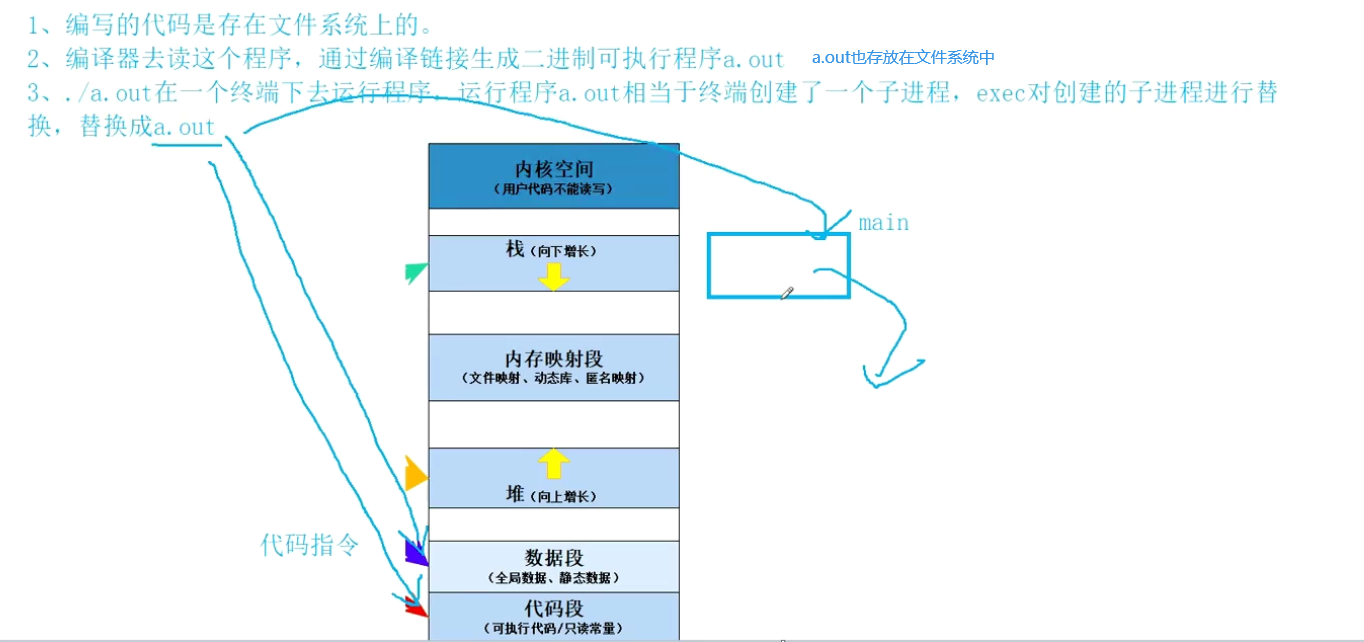 1、编写的代码是存在文件系统上的。
2、编译器去读这个程序，通过编译链接生成二进制可执行程序a.out a.out也存放在文件系统中
3、./a.out在一个终端下去运行程序，运行程序a.out相当于终端创建了一个子进程，exec对创建的子进程进行替
换，替换成a.out
内核空间
（用户代码不能读写）
main
栈（向下增长）
内存映射段
（文件映射、动态库、匿名映射）
堆（向上增长）
代码指令
数据段
（全局数据、静态数据）
代码段
（可执行代码/只读常量）